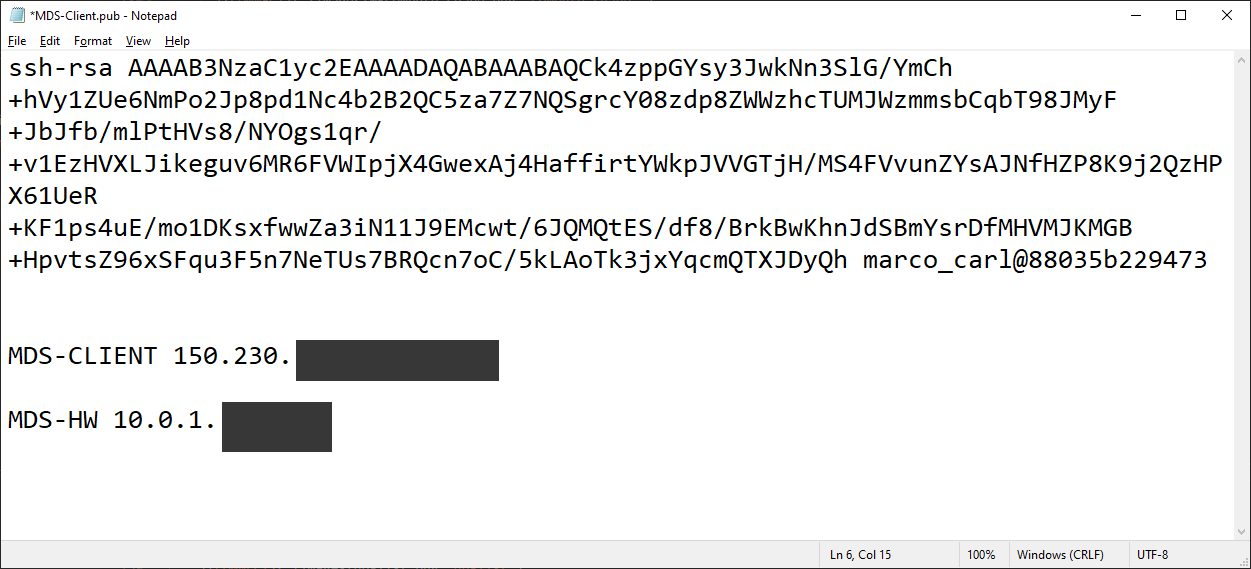 *MDS-Client.pub - Notepad
File Edit Format View Help
ssh-rsa AAAAB3NzaC1yc2EAAAADAQABAAABAQCk4zppGYsy3JwkNn3SlG/YmCh
+hVy1ZUe6NmPo2Jp8pd1Nc4b2B2QC5za7Z7NQSgrcY08zdp8ZWWzhcTUMJWzmmsbCqbT98JMyF
+JbJfb/mlPtHVs8/NYOgs1qr/
+v1EzHVXLJikeguv6MR6FVWIpjX4GwexAj4HaffirtYWkpJVVGTjH/MS4FVvunZYsAJNfHZP8K9j2QzHP
X61UeR
+KF1ps4uE/mo1DKsxfwwZa3iN11J9EMcwt/6JQMQtES/df8/BrkBwKhnJdSBmYsrDfMHVMJKMGB
+HpvtsZ96xSFqu3F5n7NeTUs7BRQcn7oC/5kLAoTk3jxYqcmQTXJDyQh marco_carl@88035b229473
MDS-CLIENT 150.230.
MDS-HW 10.0.1.
Ln 6, Col 15 100% Windows (CRLF) UTF-8